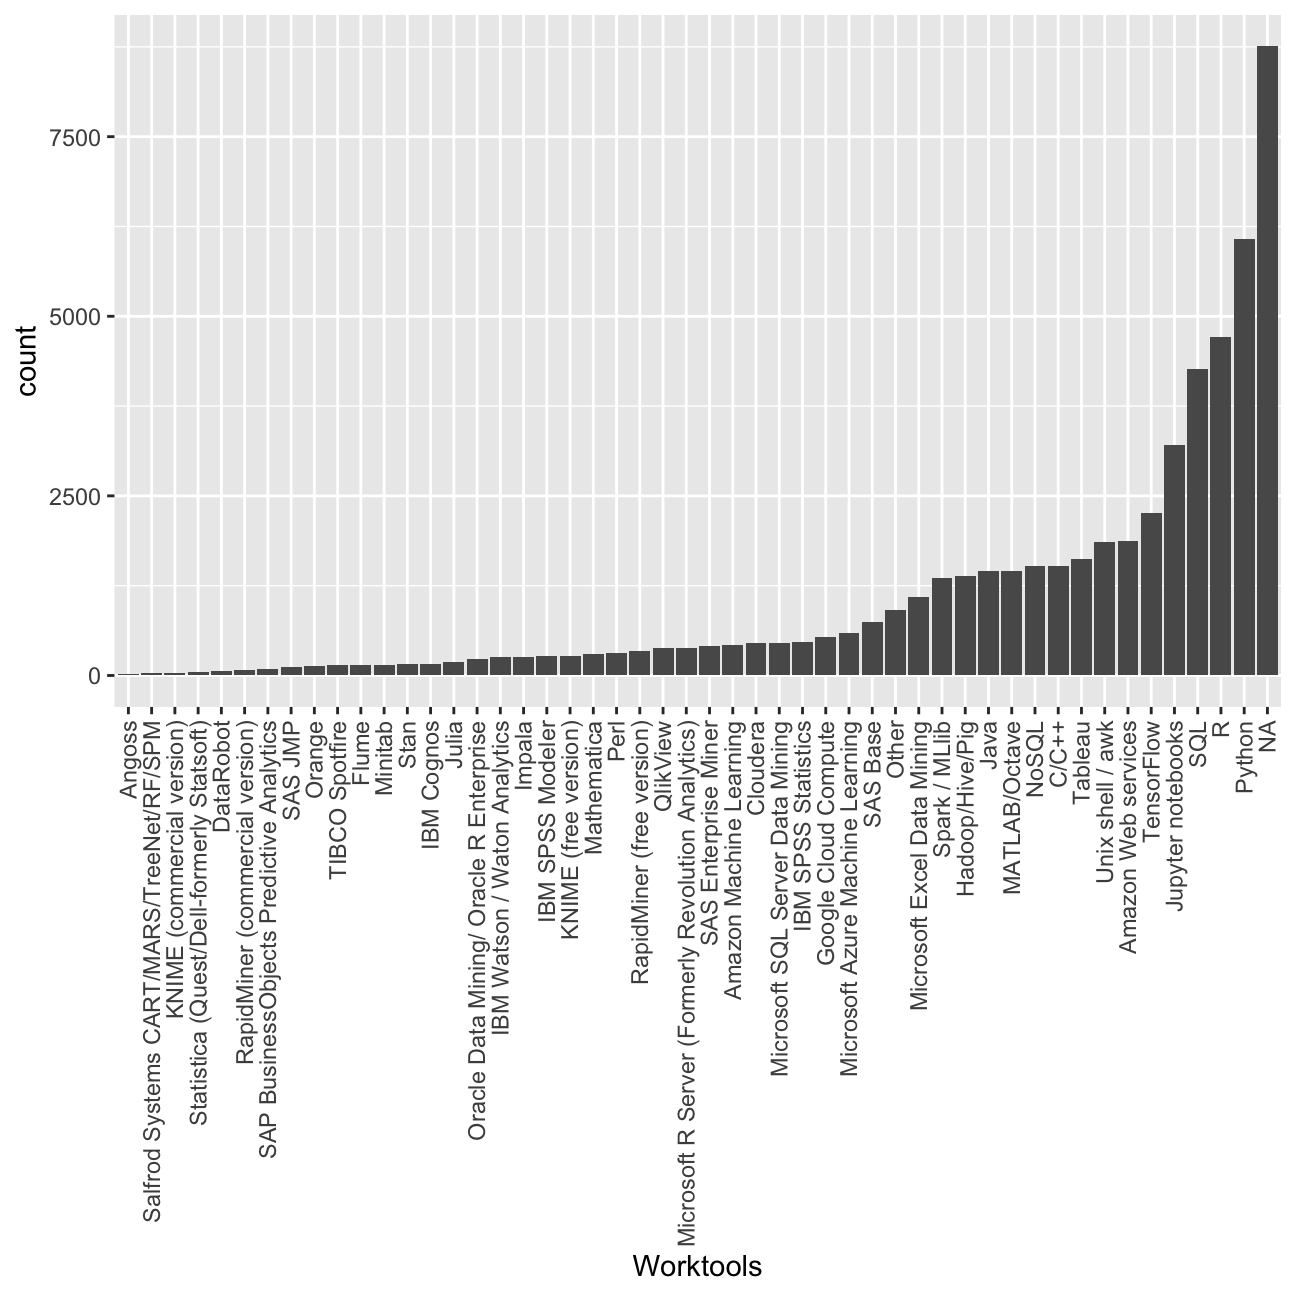 7500
5000
2500
0
count
Angoss
Salfrod Systems CART/MARS/TreeNet/RF/SPM
KNIME (commercial version)
Statistica (Quest/Dell-formerly Statsoft)
DataRobot
RapidMiner (commercial version)
SAP BusinessObjects Predictive Analytics
SAS JMP
Orange
TIBCO Spotfire
Flume
Minitab
Stan
IBM Cognos
Julia
Oracle Data Mining/ Oracle R Enterprise
IBM Watson / Waton Analytics
Impala
IBM SPSS Modeler
KNIME (free version)
Mathematica
Perl
RapidMiner (free version)
QlikView
Microsoft R Server (Formerly Revolution Analytics)
SAS Enterprise Miner
Amazon Machine Learning
Cloudera
Microsoft SQL Server Data Mining
IBM SPSS Statistics
Google Cloud Compute
Microsoft Azure Machine Learning
SAS Base
Other
Microsoft Excel Data Mining
Spark / MLlib
Hadoop/Hive/Pig
Java
MATLAB/Octave
NoSQL
C/C++
Tableau
Unix shell / awk
Amazon Web services
TensorFlow
Jupyter notebooks
SQL
R
Python
NA
Worktools